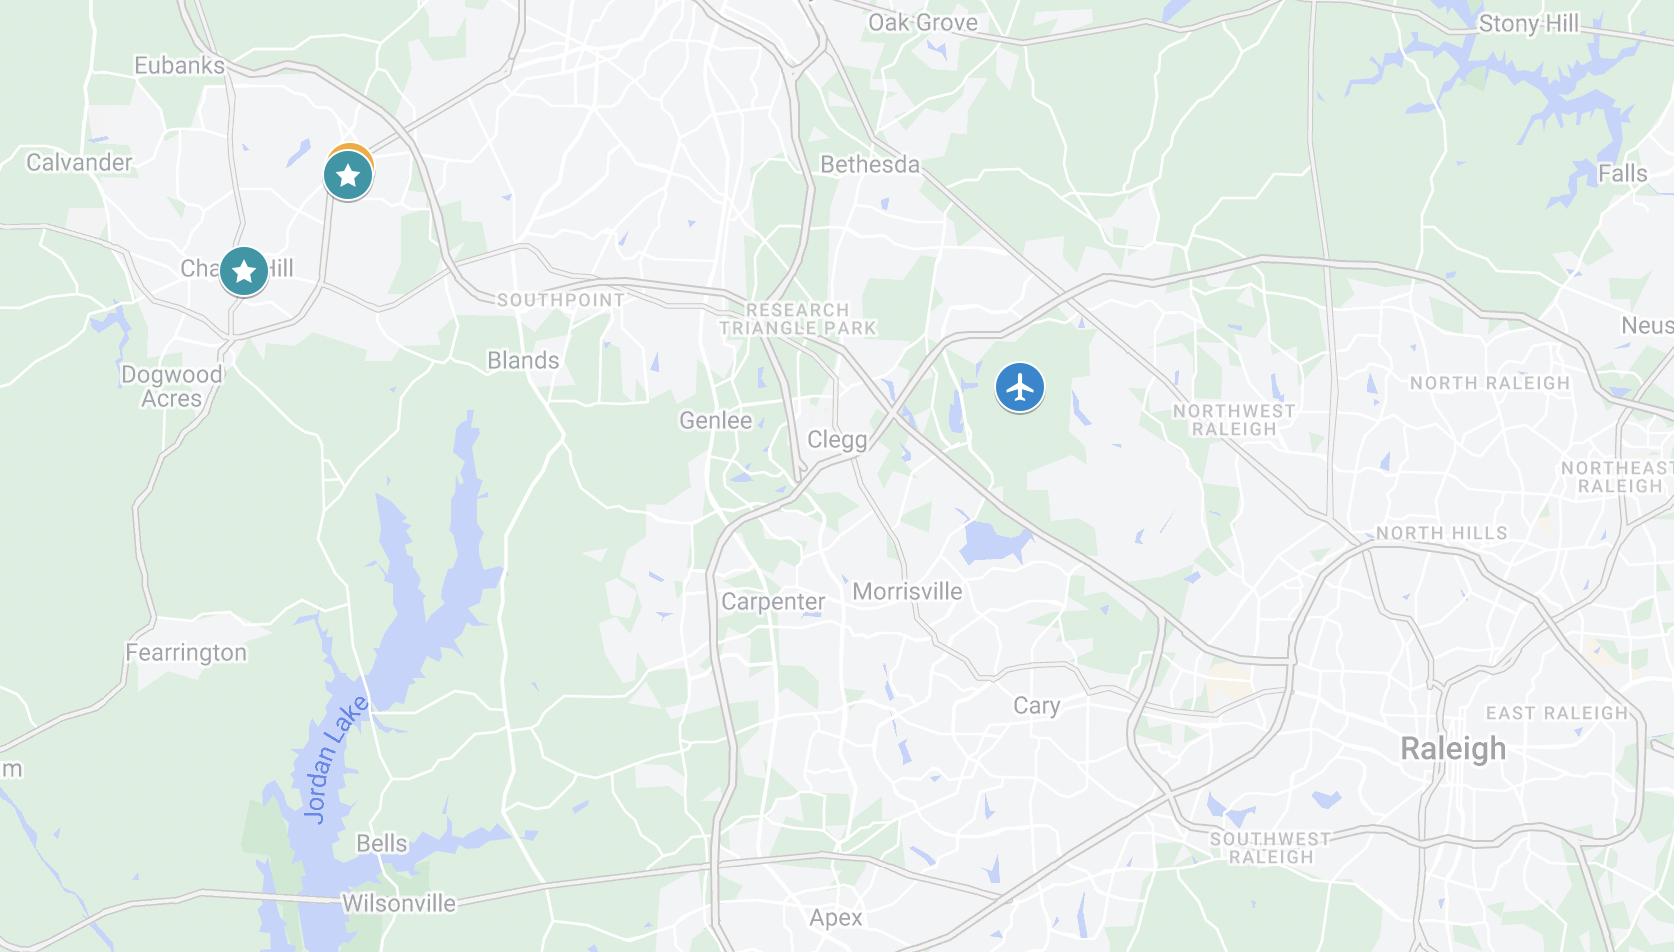 Oak Grove
Stony Hill
Eubanks
Calvander
Bethesda
Falls
Cha
Hill
SOUTHPOINT
RESEARCH
TRIANGLE PARK
Neus
Blands
Dogwood
Acres
NORTH RALEIGH
NORTHWEST
RALEIGH
Genlee
Clegg
NORTHEAST
RALEIGH
NORTH HILLS
Morrisville
Carpenter
Fearrington
Jordan Lake
Cary
EAST RALEIGH
Raleigh
m
Bells
SOUTHWEST
RALEIGH
Wilsonville
Apex